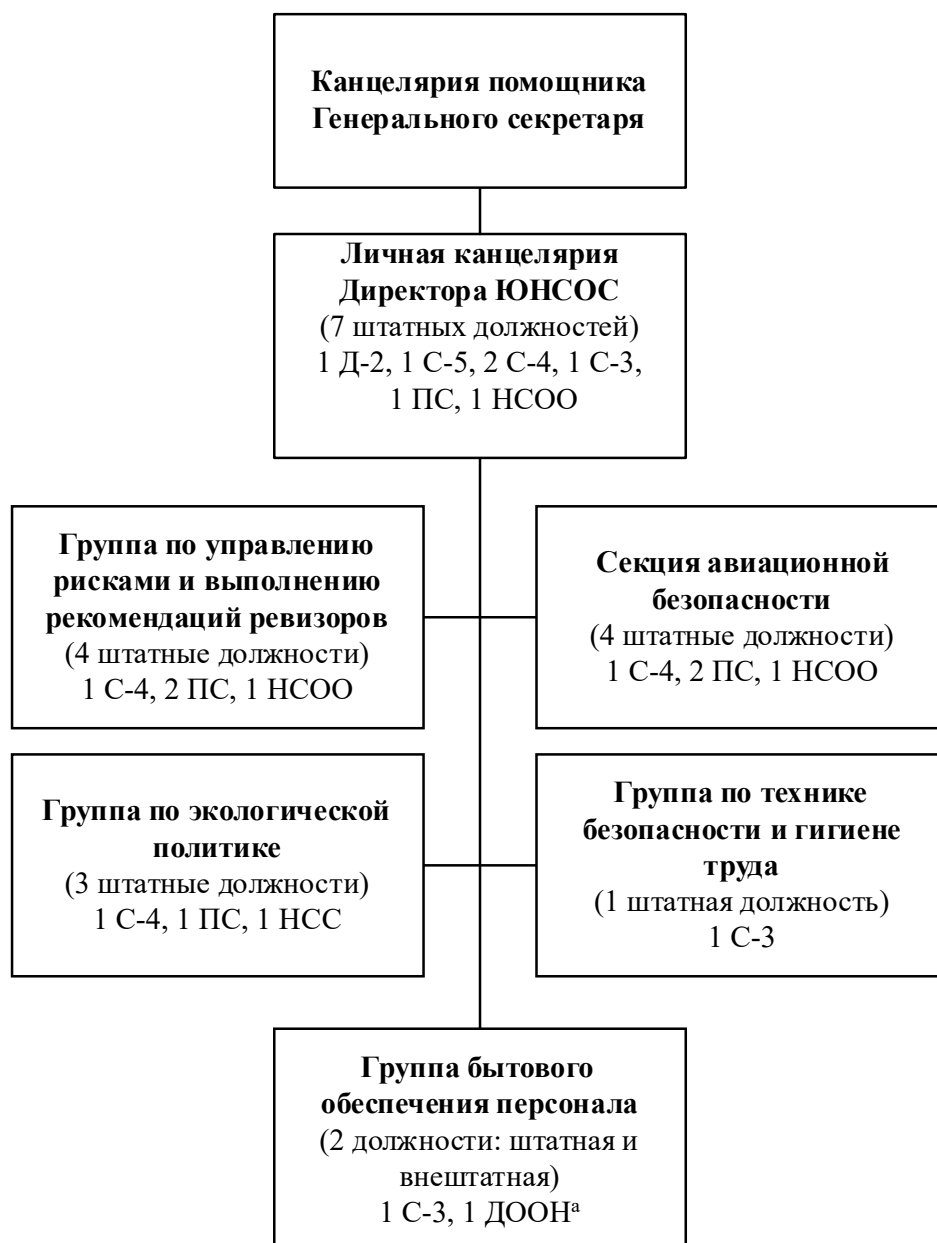 Канцелярия помощника
Генерального секретаря
Личная канцелярия
Директора ЮНСОС
(7 штатных должностей)
1 Д-2, 1 С-5, 2 С-4, 1 С-3,
1 ПС, 1 НСОО
Группа по управлению
рисками и выполнению
рекомендаций ревизоров
(4 штатные должности)
1 С-4, 2 ПС, 1 НСОО
Секция авиационной
безопасности
(4 штатные должности)
1 С-4, 2 ПС, 1 НСОО
Группа по экологической
политике
(3 штатные должности)
1 С-4, 1 ПС, 1 НСС
Группа по технике
безопасности и гигиене
труда
(1 штатная должность)
1 С-3
Группа бытового
обеспечения персонала
(2 должности: штатная и
внештатная)
1 С-3, 1 ДООНᵃ